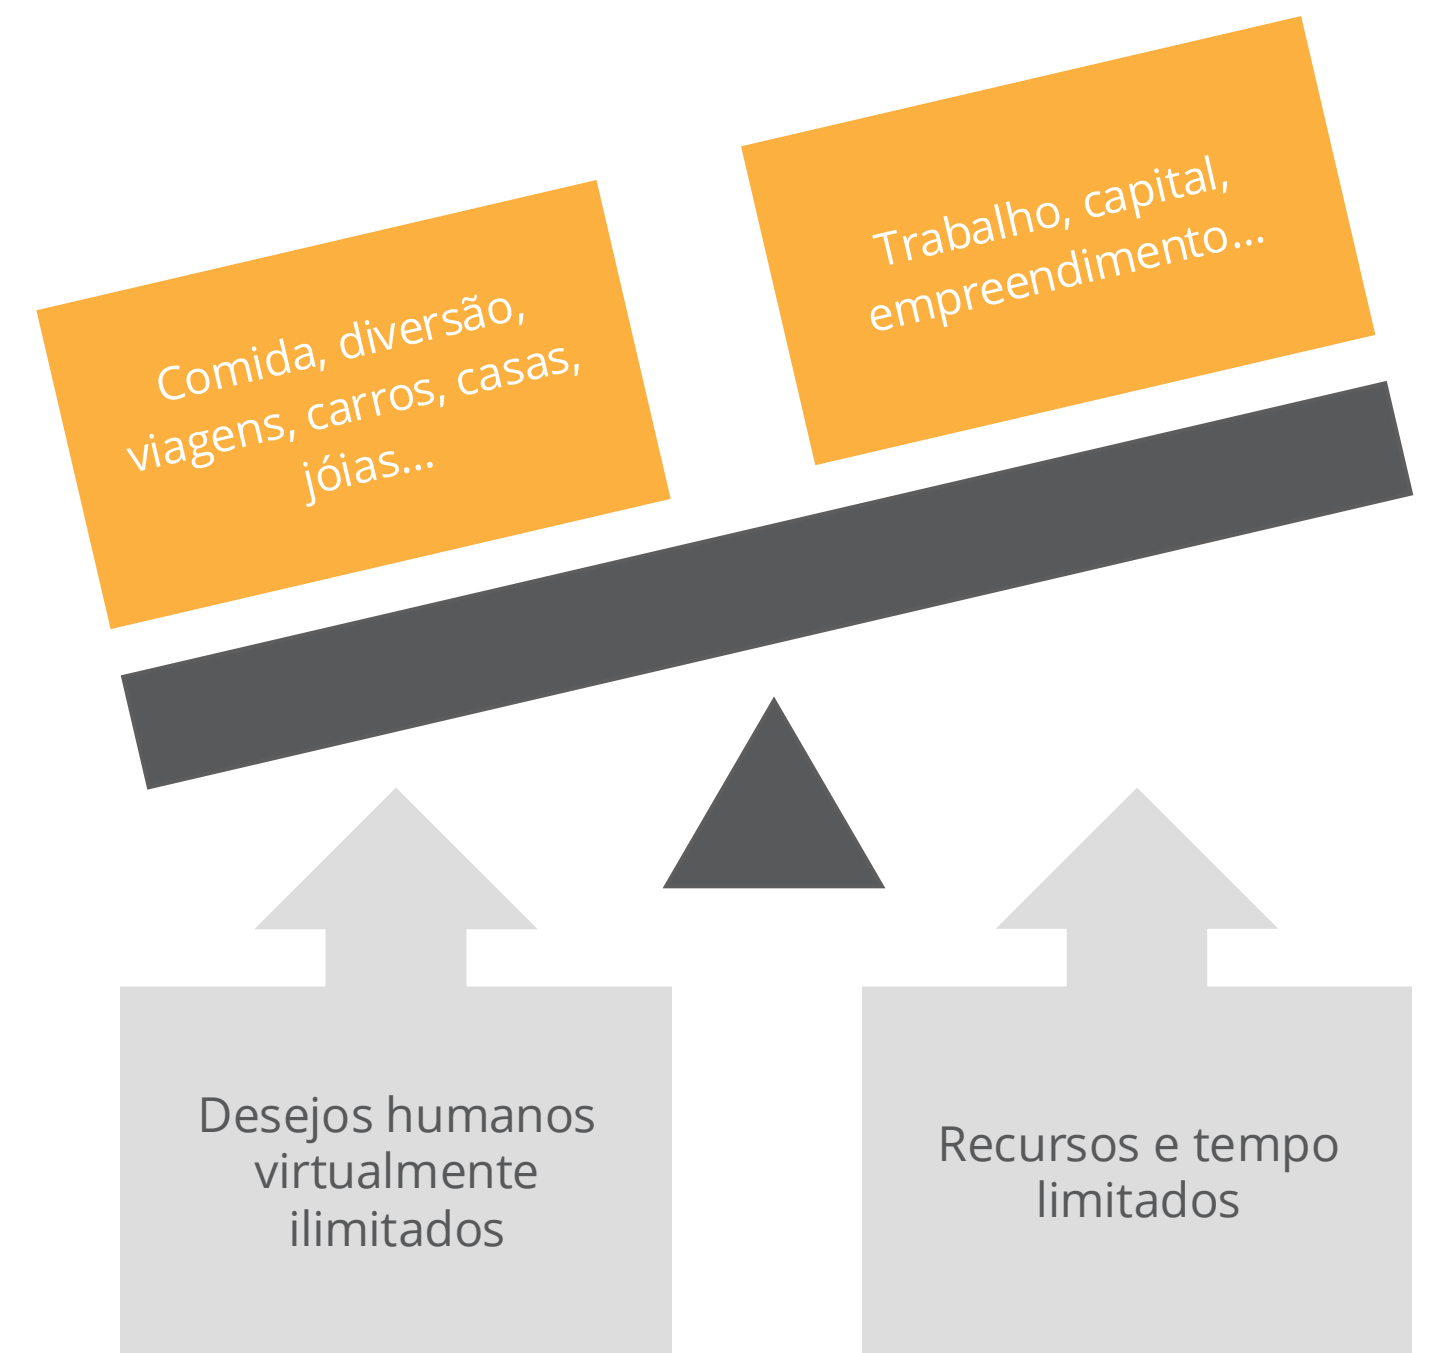 Trabalho, capital,
empreendimento...
Comida, diversão,
viagens, carros, casas,
jóias...
Desejos humanos
virtualmente
ilimitados
Recursos e tempo
limitados